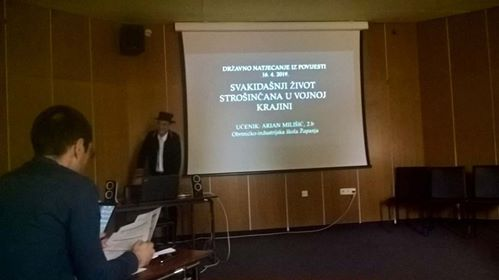 DRŽAVNO NATJECANJE IZ POVIJESTI
16. 4. 2019.
SVAKIDAŠNJI ŽIVOT
STROŠINČANA U VOJNOJ
KRAJINI
UČENIK: ARIAN MILIŠIĆ, 2.b
Obrtničko-industrijska škola Županja